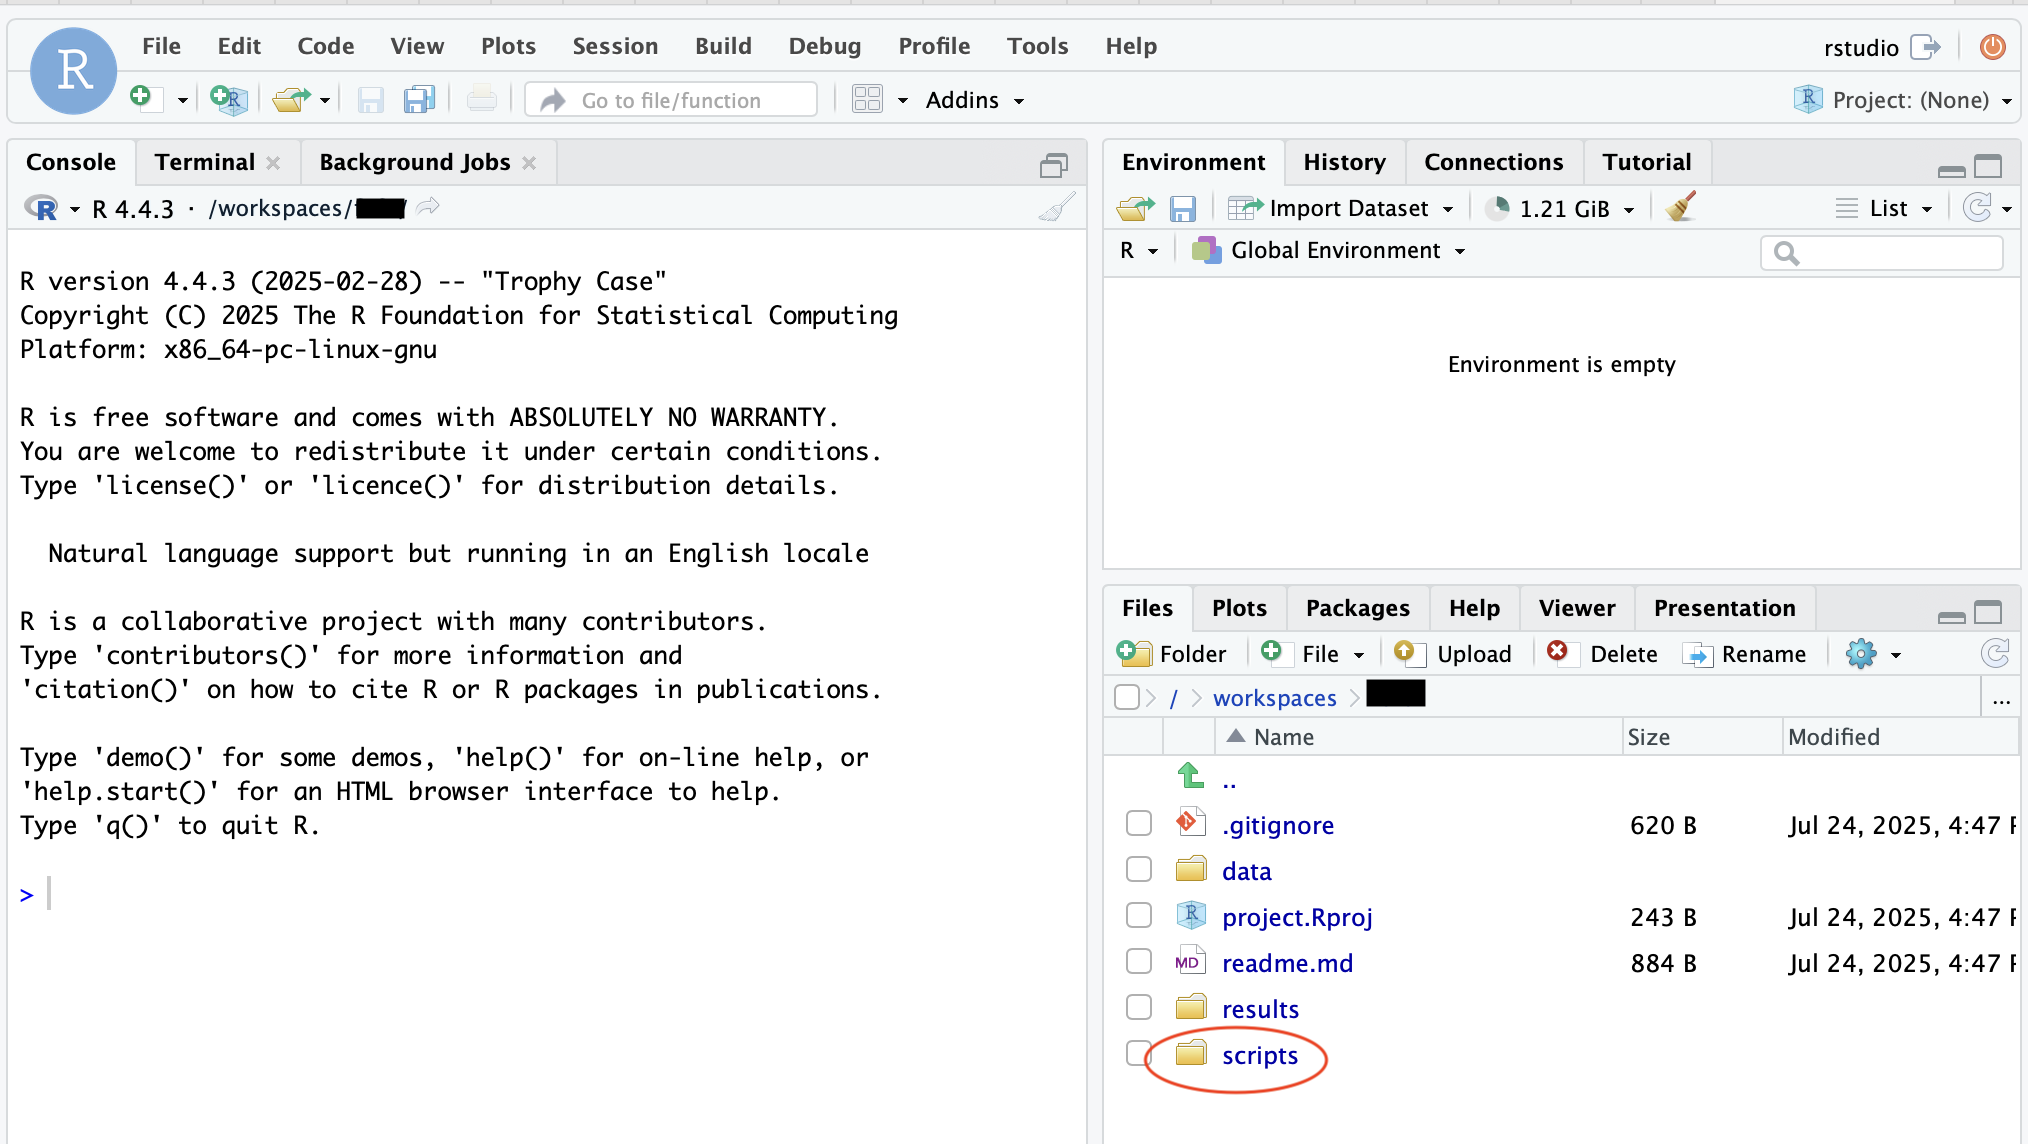 File Edit Code View Plots Session Build Debug Profile Tools Help
rstudio
R
Go to file/function
Addins
Project: (None)
Console Terminal Background Jobs
R 4.4.3 · /workspaces/
R version 4.4.3 (2025-02-28) -- "Trophy Case"
Copyright (C) 2025 The R Foundation for Statistical Computing
Platform: x86_64-pc-linux-gnu
R is free software and comes with ABSOLUTELY NO WARRANTY.
You are welcome to redistribute it under certain conditions.
Type 'license()' or 'licence()' for distribution details.
Natural language support but running in an English locale
R is a collaborative project with many contributors.
Type 'contributors()' for more information and
'citation()' on how to cite R or R packages in publications.
Type 'demo()' for some demos, 'help()' for on-line help, or
'help.start()' for an HTML browser interface to help.
Type 'q()' to quit R.
>
Environment History Connections Tutorial
Import Dataset 1.21 GiB List
R Global Environment
Environment is empty
Files Plots Packages Help Viewer Presentation
Folder File Upload Delete Rename
/ workspaces ...
Name Size Modified
..
.gitignore 620 B Jul 24, 2025, 4:47
data
project.Rproj 243 B Jul 24, 2025, 4:47
MD readme.md 884 B Jul 24, 2025, 4:47
results
scripts